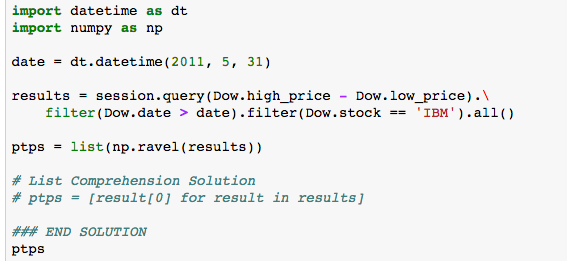 import datetime as dt
import numpy as np
date = dt.datetime(2011, 5, 31)
results = session.query(Dow.high_price - Dow.low_price).\
    filter(Dow.date > date).filter(Dow.stock == 'IBM').all()
ptps = list(np.ravel(results))
# List Comprehension Solution
# ptps = [result[0] for result in results]
### END SOLUTION
ptps